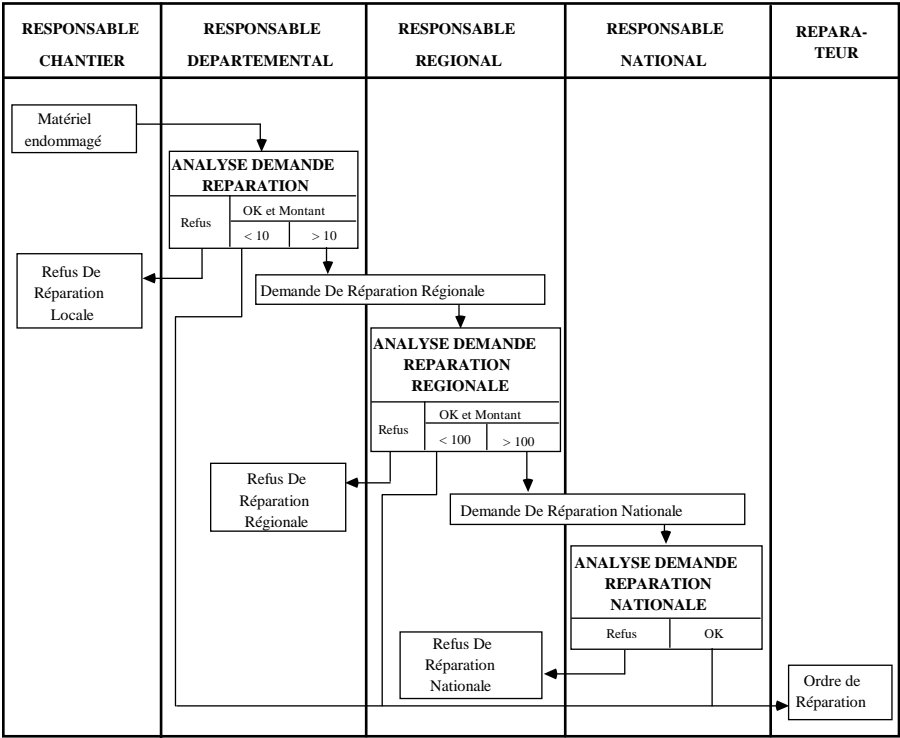 RESPONSABLE
CHANTIER
RESPONSABLE
DEPARTEMENTAL
RESPONSABLE
REGIONAL
RESPONSABLE
NATIONAL
REPARA-
TEUR
Matériel
endommagé
ANALYSE DEMANDE
REPARATION
Refus
OK et Montant
< 10
> 10
Refus De
Réparation
Locale
Demande De Réparation Régionale
ANALYSE DEMANDE
REPARATION
REGIONALE
Refus
OK et Montant
< 100
> 100
Refus De
Réparation
Régionale
Demande De Réparation Nationale
ANALYSE DEMANDE
REPARATION
NATIONALE
Refus
OK
Refus De
Réparation
Nationale
Ordre de
Réparation